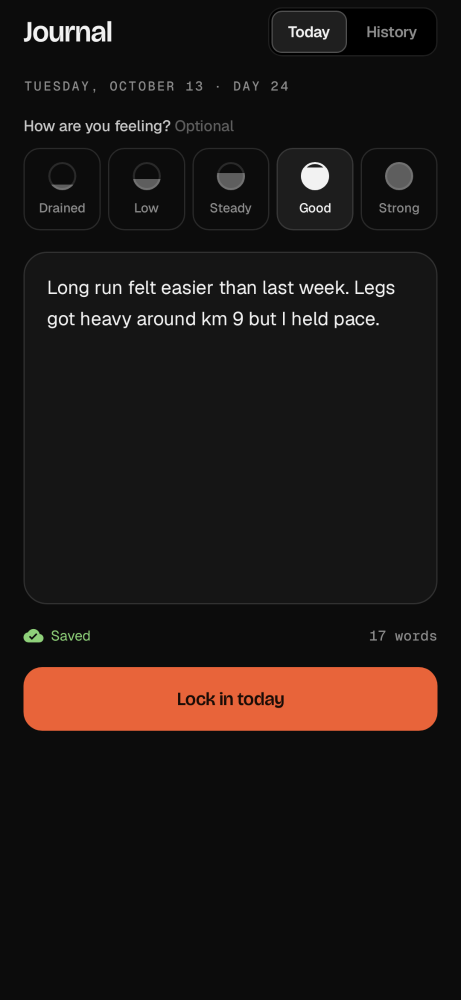 Journal
Today
History
TUESDAY, OCTOBER 13 · DAY 24
How are you feeling? Optional
Drained
Low
Steady
Good
Strong
Long run felt easier than last week. Legs
got heavy around km 9 but I held pace.
Saved
17 words
Lock in today